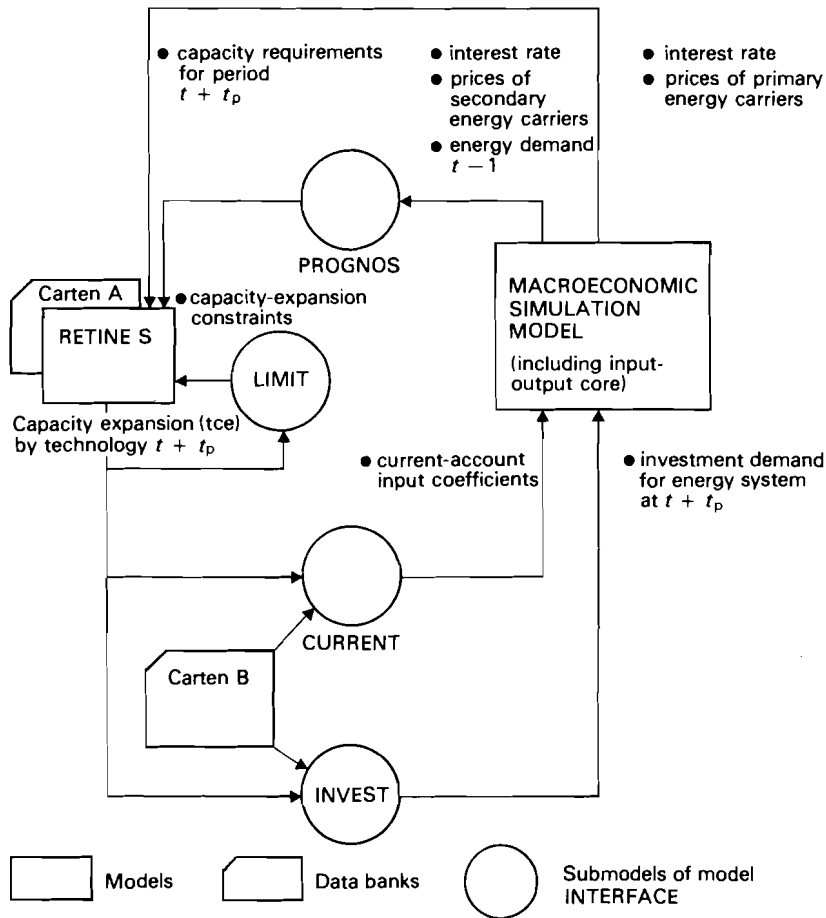 ● capacity requirements
for period
t + tp
● interest rate
● prices of
secondary
energy carriers
● energy demand
t − 1
● interest rate
● prices of primary
energy carriers
PROGNOS
Carten A
RETINE S
● capacity-expansion
constraints
LIMIT
MACROECONOMIC
SIMULATION
MODEL
(including input-
output core)
Capacity expansion (tce)
by technology t + tp
● current-account
input coefficients
● investment demand
for energy system
at t + tp
CURRENT
Carten B
INVEST
Models
Data banks
Submodels of model
INTERFACE